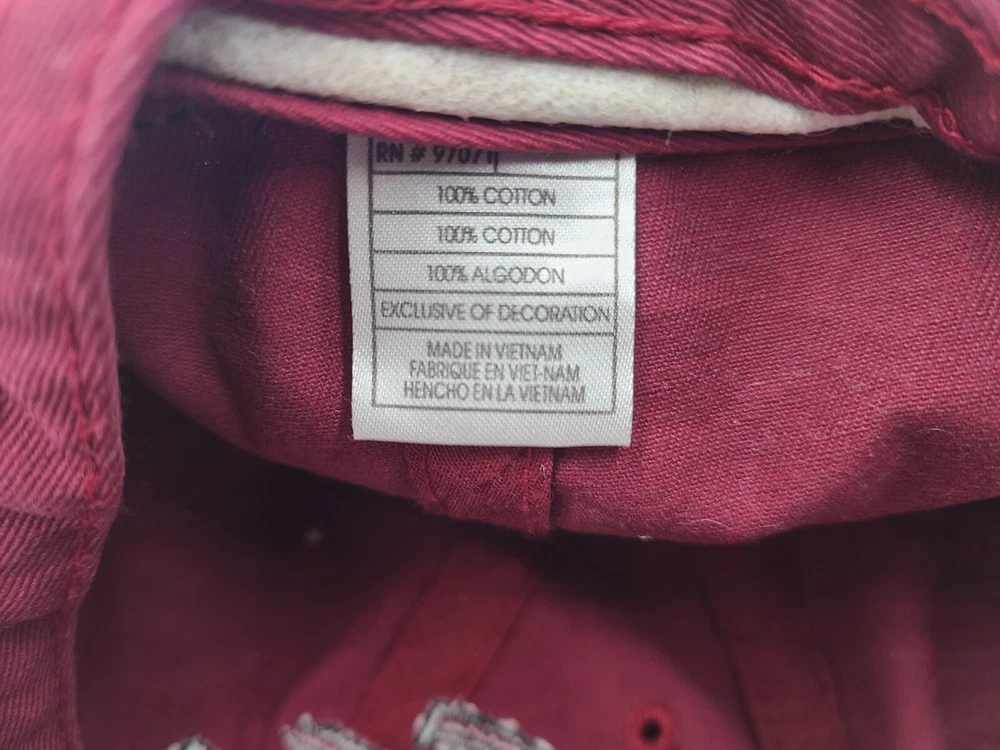 RN # 97071
100% COTTON
100% COTTON
100% ALGODON
EXCLUSIVE OF DECORATION
MADE IN VIETNAM
FABRIQUE EN VIET-NAM
HENCHO EN LA VIETNAM